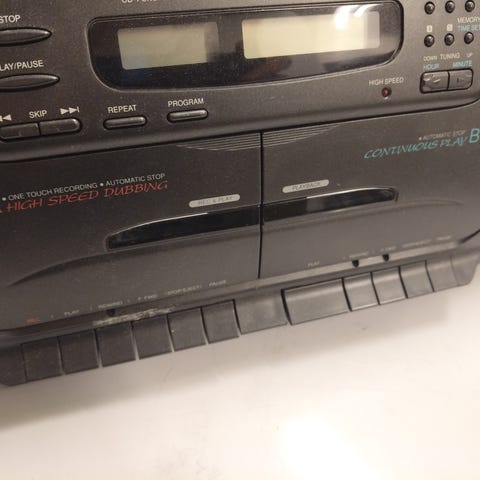 STOP
MEMORY
TIME SET
LAY/PAUSE
DOWN TUNING UP
HOUR MINUTE
HIGH SPEED
SKIP
REPEAT
PROGRAM
AUTOMATIC STOP
CONTINUOUS PLAY B
• ONE TOUCH RECORDING • AUTOMATIC STOP
HIGH SPEED DUBBING
REC & PLAY
PLAYBACK
REC PLAY REWIND F.FWD STOP/EJECT PAUSE
PLAY